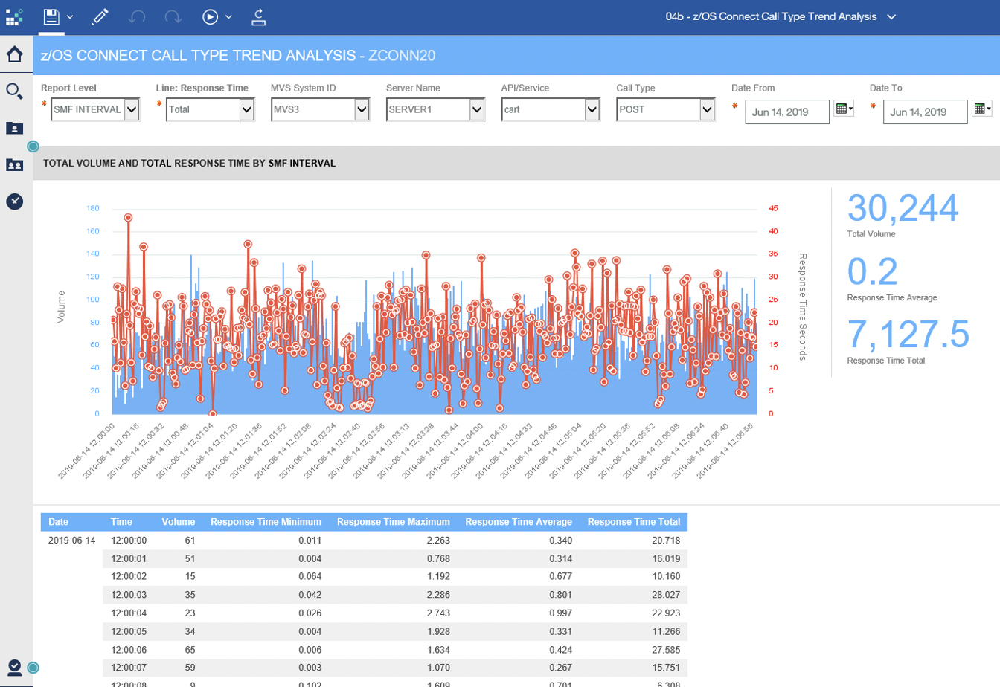 04b - z/OS Connect Call Type Trend Analysis
z/OS CONNECT CALL TYPE TREND ANALYSIS - ZCONN20
Report Level Line: Response Time MVS System ID Server Name API/Service Call Type Date From Date To
* SMF INTERVAL * Total MVS3 SERVER1 cart POST * Jun 14, 2019 * Jun 14, 2019
TOTAL VOLUME AND TOTAL RESPONSE TIME BY SMF INTERVAL
180 45
160 40
140 35
120 30
100 25
80 20
60 15
40 10
20 5
0 0
Volume
Response Time Seconds
30,244
Total Volume
0.2
Response Time Average
7,127.5
Response Time Total
2019-06-14 12:00:00
2019-06-14 12:00:16
2019-06-14 12:00:32
2019-06-14 12:00:48
2019-06-14 12:01:04
2019-06-14 12:01:20
2019-06-14 12:01:36
2019-06-14 12:01:52
2019-06-14 12:02:08
2019-06-14 12:02:24
2019-06-14 12:02:40
2019-06-14 12:02:56
2019-06-14 12:03:12
2019-06-14 12:03:28
2019-06-14 12:03:44
2019-06-14 12:04:00
2019-06-14 12:04:16
2019-06-14 12:04:32
2019-06-14 12:04:48
2019-06-14 12:05:04
2019-06-14 12:05:20
2019-06-14 12:05:36
2019-06-14 12:05:52
2019-06-14 12:06:08
2019-06-14 12:06:24
2019-06-14 12:06:40
2019-06-14 12:06:56
Date Time Volume Response Time Minimum Response Time Maximum Response Time Average Response Time Total
2019-06-14 12:00:00 61 0.011 2.263 0.340 20.718
12:00:01 51 0.004 0.768 0.314 16.019
12:00:02 15 0.064 1.192 0.677 10.160
12:00:03 35 0.042 2.286 0.801 28.027
12:00:04 23 0.026 2.743 0.997 22.923
12:00:05 34 0.004 1.928 0.331 11.266
12:00:06 65 0.006 1.634 0.424 27.585
12:00:07 59 0.003 1.070 0.267 15.751
12:00:08 9 0.102 1.609 0.701 6.308